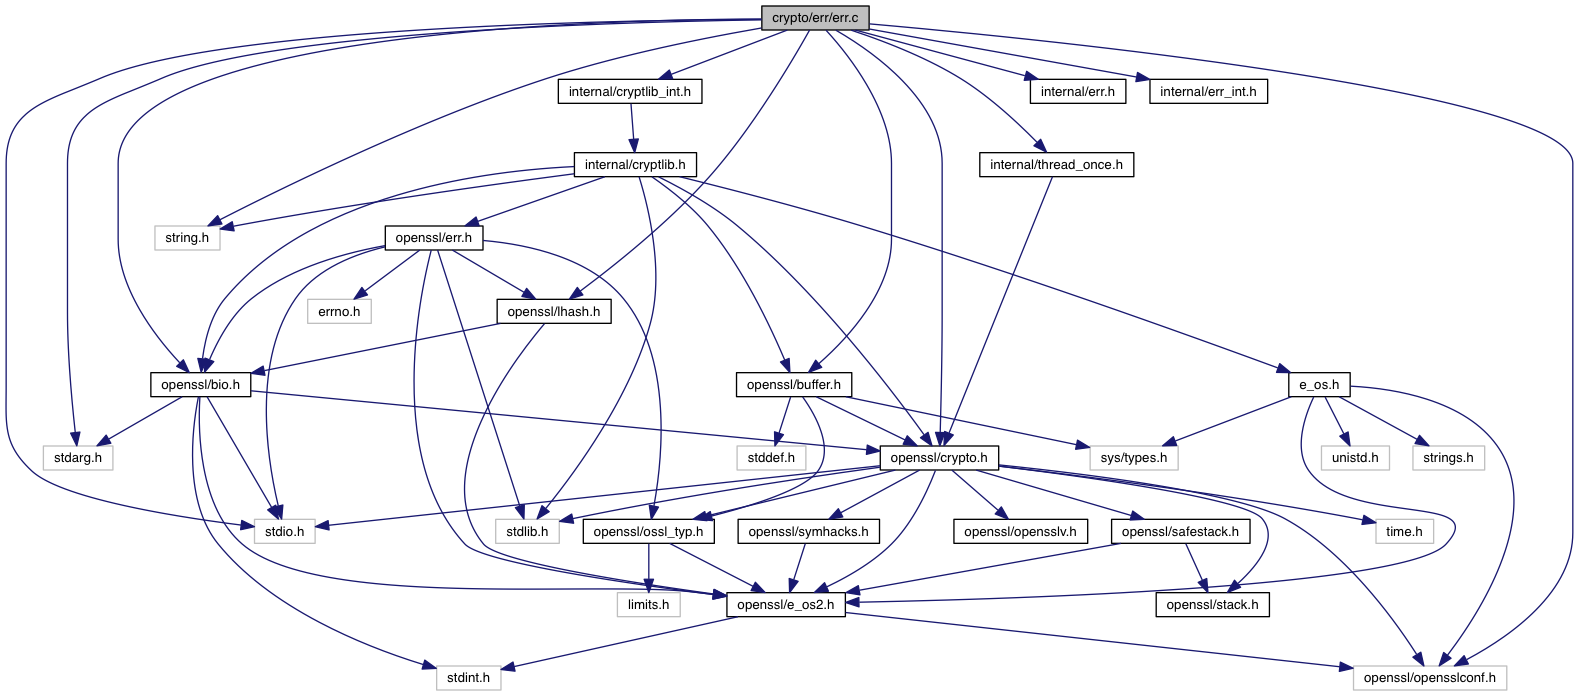 crypto/err/err.c
internal/cryptlib_int.h
internal/err.h
internal/err_int.h
internal/cryptlib.h
internal/thread_once.h
string.h
openssl/err.h
errno.h
openssl/lhash.h
openssl/bio.h
openssl/buffer.h
e_os.h
stdarg.h
stddef.h
openssl/crypto.h
sys/types.h
unistd.h
strings.h
stdio.h
stdlib.h
openssl/ossl_typ.h
openssl/symhacks.h
openssl/opensslv.h
openssl/safestack.h
time.h
limits.h
openssl/e_os2.h
openssl/stack.h
stdint.h
openssl/opensslconf.h